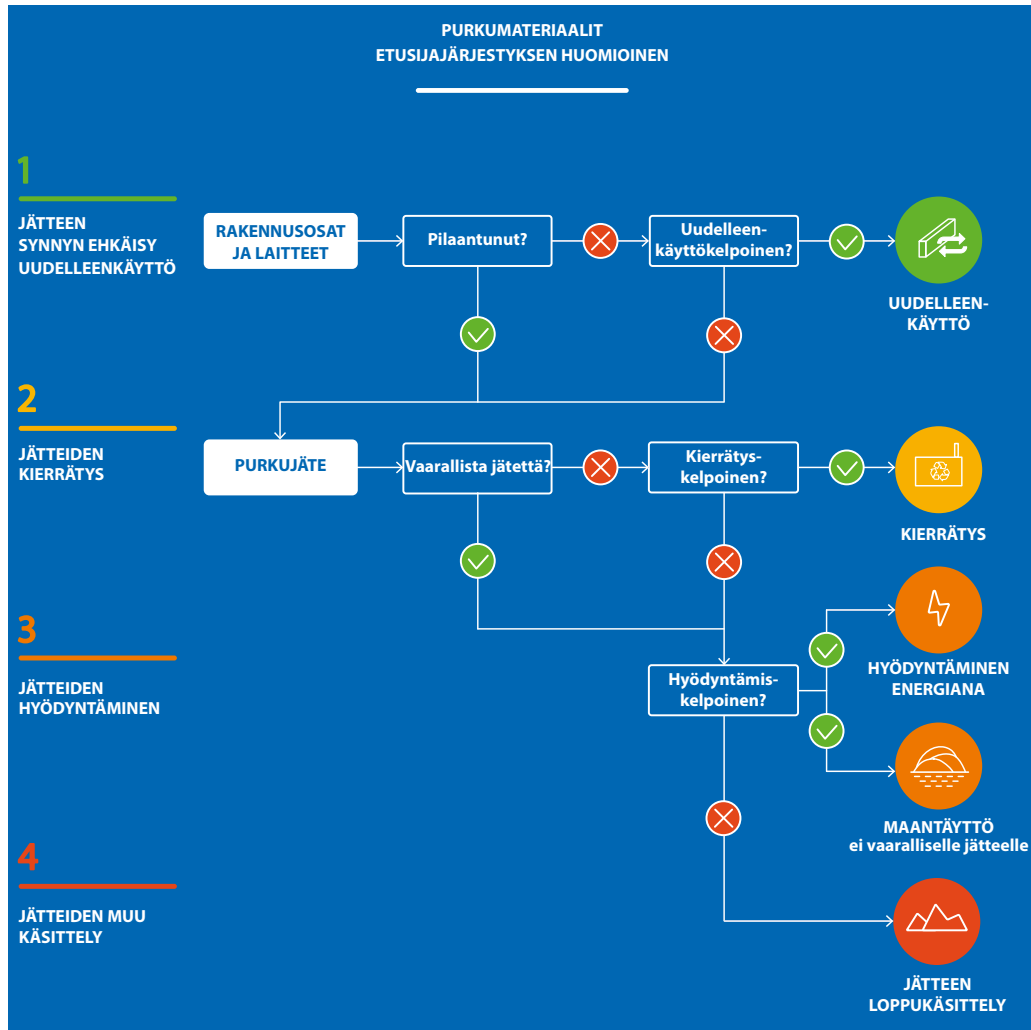 PURKUMATERIAALIT
ETUSIJAJÄRJESTYKSEN HUOMIOINEN
1
JÄTTEEN
SYNNYN EHKÄISY
UUDELLEENKÄYTTÖ
RAKENNUSOSAT
JA LAITTEET
Pilaantunut?
Uudelleen-
käyttökelpoinen?
UUDELLEEN-
KÄYTTÖ
2
JÄTTEIDEN
KIERRÄTYS
PURKUJÄTE
Vaarallista jätettä?
Kierrätys-
kelpoinen?
KIERRÄTYS
3
JÄTTEIDEN
HYÖDYNTÄMINEN
Hyödyntämis-
kelpoinen?
HYÖDYNTÄMINEN
ENERGIANA
MAANTÄYTTÖ
ei vaaralliselle jätteelle
4
JÄTTEIDEN MUU
KÄSITTELY
JÄTTEEN
LOPPUKÄSITTELY